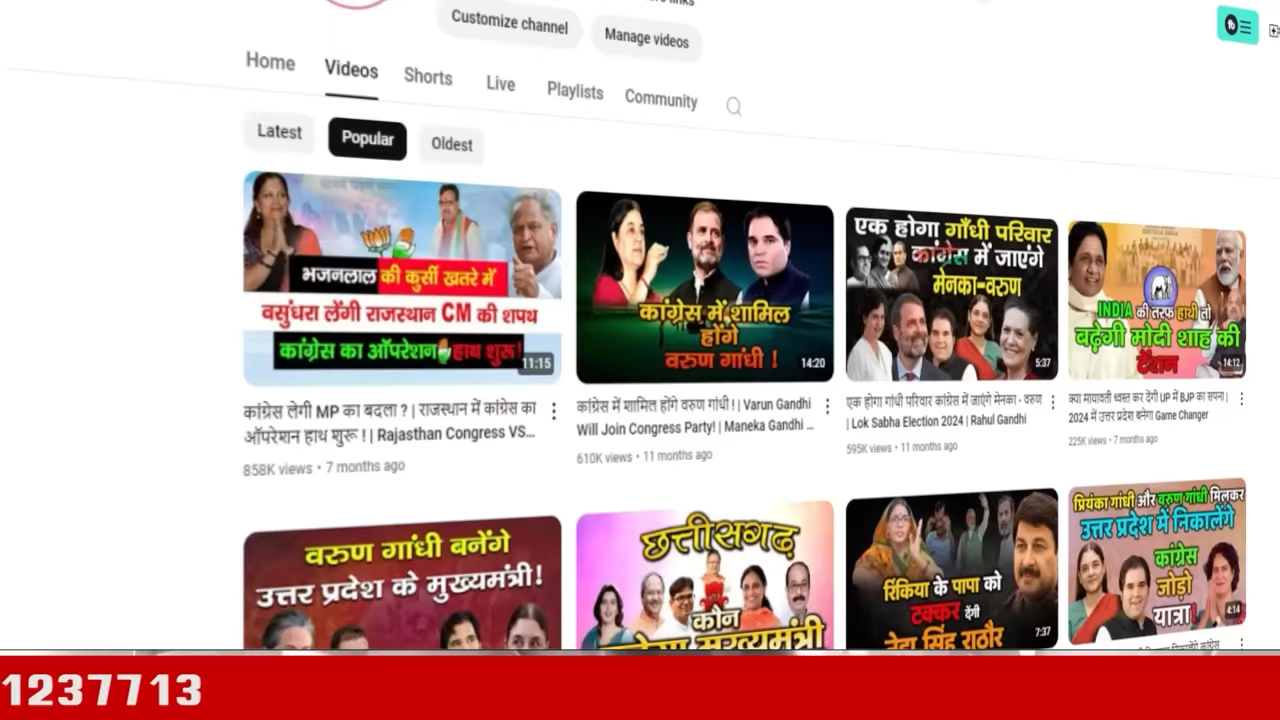 Customize channel
Manage videos
Home
Videos
Shorts
Live
Playlists
Community
Latest
Popular
Oldest
भजनलाल की कुर्सी खतरे में
वसुंधरा लेंगी राजस्थान CM की शपथ
कांग्रेस का ऑपरेशन हाथ शुरू!
11:15
कांग्रेस में शामिल
होंगे
वरुण गांधी !
14:20
एक होगा गाँधी परिवार
कांग्रेस में जाएंगे
मेनका-वरुण
5:37
INDIA की तरफ हाथी तो
बढ़ेगी मोदी शाह की
टेंशन
14:12
कांग्रेस लेगी MP का बदला ? | राजस्थान में कांग्रेस का
ऑपरेशन हाथ शुरू ! | Rajasthan Congress VS...
858K views • 7 months ago
कांग्रेस में शामिल होंगे वरुण गांधी ! | Varun Gandhi
Will Join Congress Party! | Maneka Gandhi ...
610K views • 11 months ago
एक होगा गांधी परिवार कांग्रेस में जाएंगे मेनका - वरुण
| Lok Sabha Election 2024 | Rahul Gandhi
595K views • 11 months ago
क्या मायावती ध्वस्त कर देंगी UP में BJP का सपना |
2024 में उत्तर प्रदेश बनेगा Game Changer
225K views • 7 months ago
वरुण गांधी बनेंगे
उत्तर प्रदेश के मुख्यमंत्री!
छत्तीसगढ़
कौन
मुख्यमंत्री
रिंकिया के पापा को
टक्कर देंगी
नेहा सिंह राठौर
7:37
प्रियंका गांधी और वरुण गांधी मिलकर
उत्तर प्रदेश में निकालेंगे
कांग्रेस
जोड़ो
यात्रा!
4:14
1237713